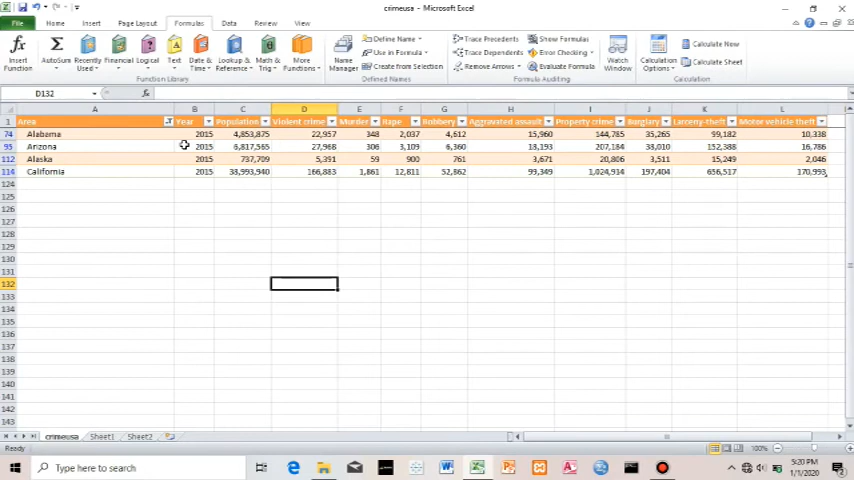 crimeusa - Microsoft Excel
File Home Insert Page Layout Formulas Data Review View
Insert Function AutoSum Recently Used Financial Logical Text Date & Time Lookup & Reference Math & Trig More Functions
Function Library
Name Manager Define Name Use in Formula Create from Selection
Defined Names
Trace Precedents Show Formulas
Trace Dependents Error Checking
Remove Arrows Evaluate Formula
Formula Auditing
Watch Window
Calculation Options Calculate Now Calculate Sheet
Calculation
D132 fx
A B C D E F G H I J K L
1 Area Year Population Violent crime Murder Rape Robbery Aggravated assault Property crime Burglary Larceny-theft Motor vehicle theft
74 Alabama 2015 4,853,875 22,957 348 2,037 4,612 15,960 144,785 35,265 99,182 10,338
95 Arizona 2015 6,817,565 27,968 306 3,109 6,360 18,193 207,184 38,010 152,388 16,786
112 Alaska 2015 737,709 5,391 59 900 761 3,671 20,806 3,511 15,249 2,046
114 California 2015 38,993,940 166,883 1,861 12,811 52,862 99,349 1,024,914 197,404 656,517 170,993
124
125
126
127
128
129
130
131
132
133
134
135
136
137
138
139
140
141
142
143
crimeusa Sheet1 Sheet2
Ready 100%
Type here to search
5:20 PM
1/1/2020